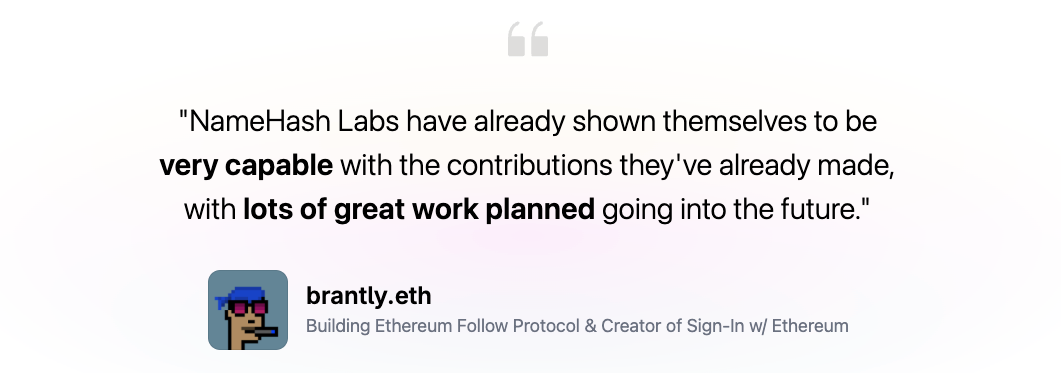 "NameHash Labs have already shown themselves to be
very capable with the contributions they've already made,
with lots of great work planned going into the future."
brantly.eth
Building Ethereum Follow Protocol & Creator of Sign-In w/ Ethereum